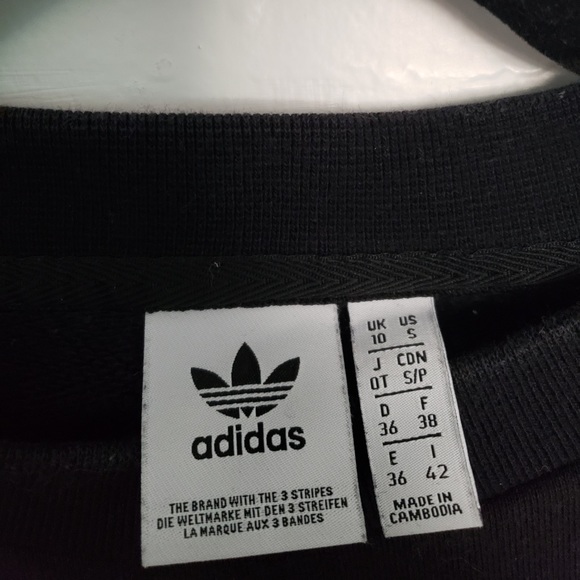 adidas
THE BRAND WITH THE 3 STRIPES
DIE WELTMARKE MIT DEN 3 STREIFEN
LA MARQUE AUX 3 BANDES
UK US
10 S
J CDN
OT S/P
D F
36 38
E I
36 42
MADE IN
CAMBODIA